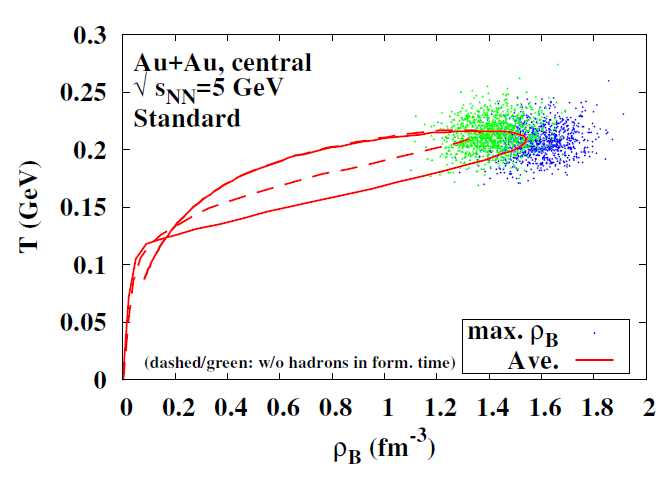 0.3
0.25
0.2
0.15
0.1
0.05
0
T (GeV)
Au+Au, central
√ sNN=5 GeV
Standard
(dashed/green: w/o hadrons in form. time)
max. ρB
Ave.
0 0.2 0.4 0.6 0.8 1 1.2 1.4 1.6 1.8 2
ρB (fm-3)